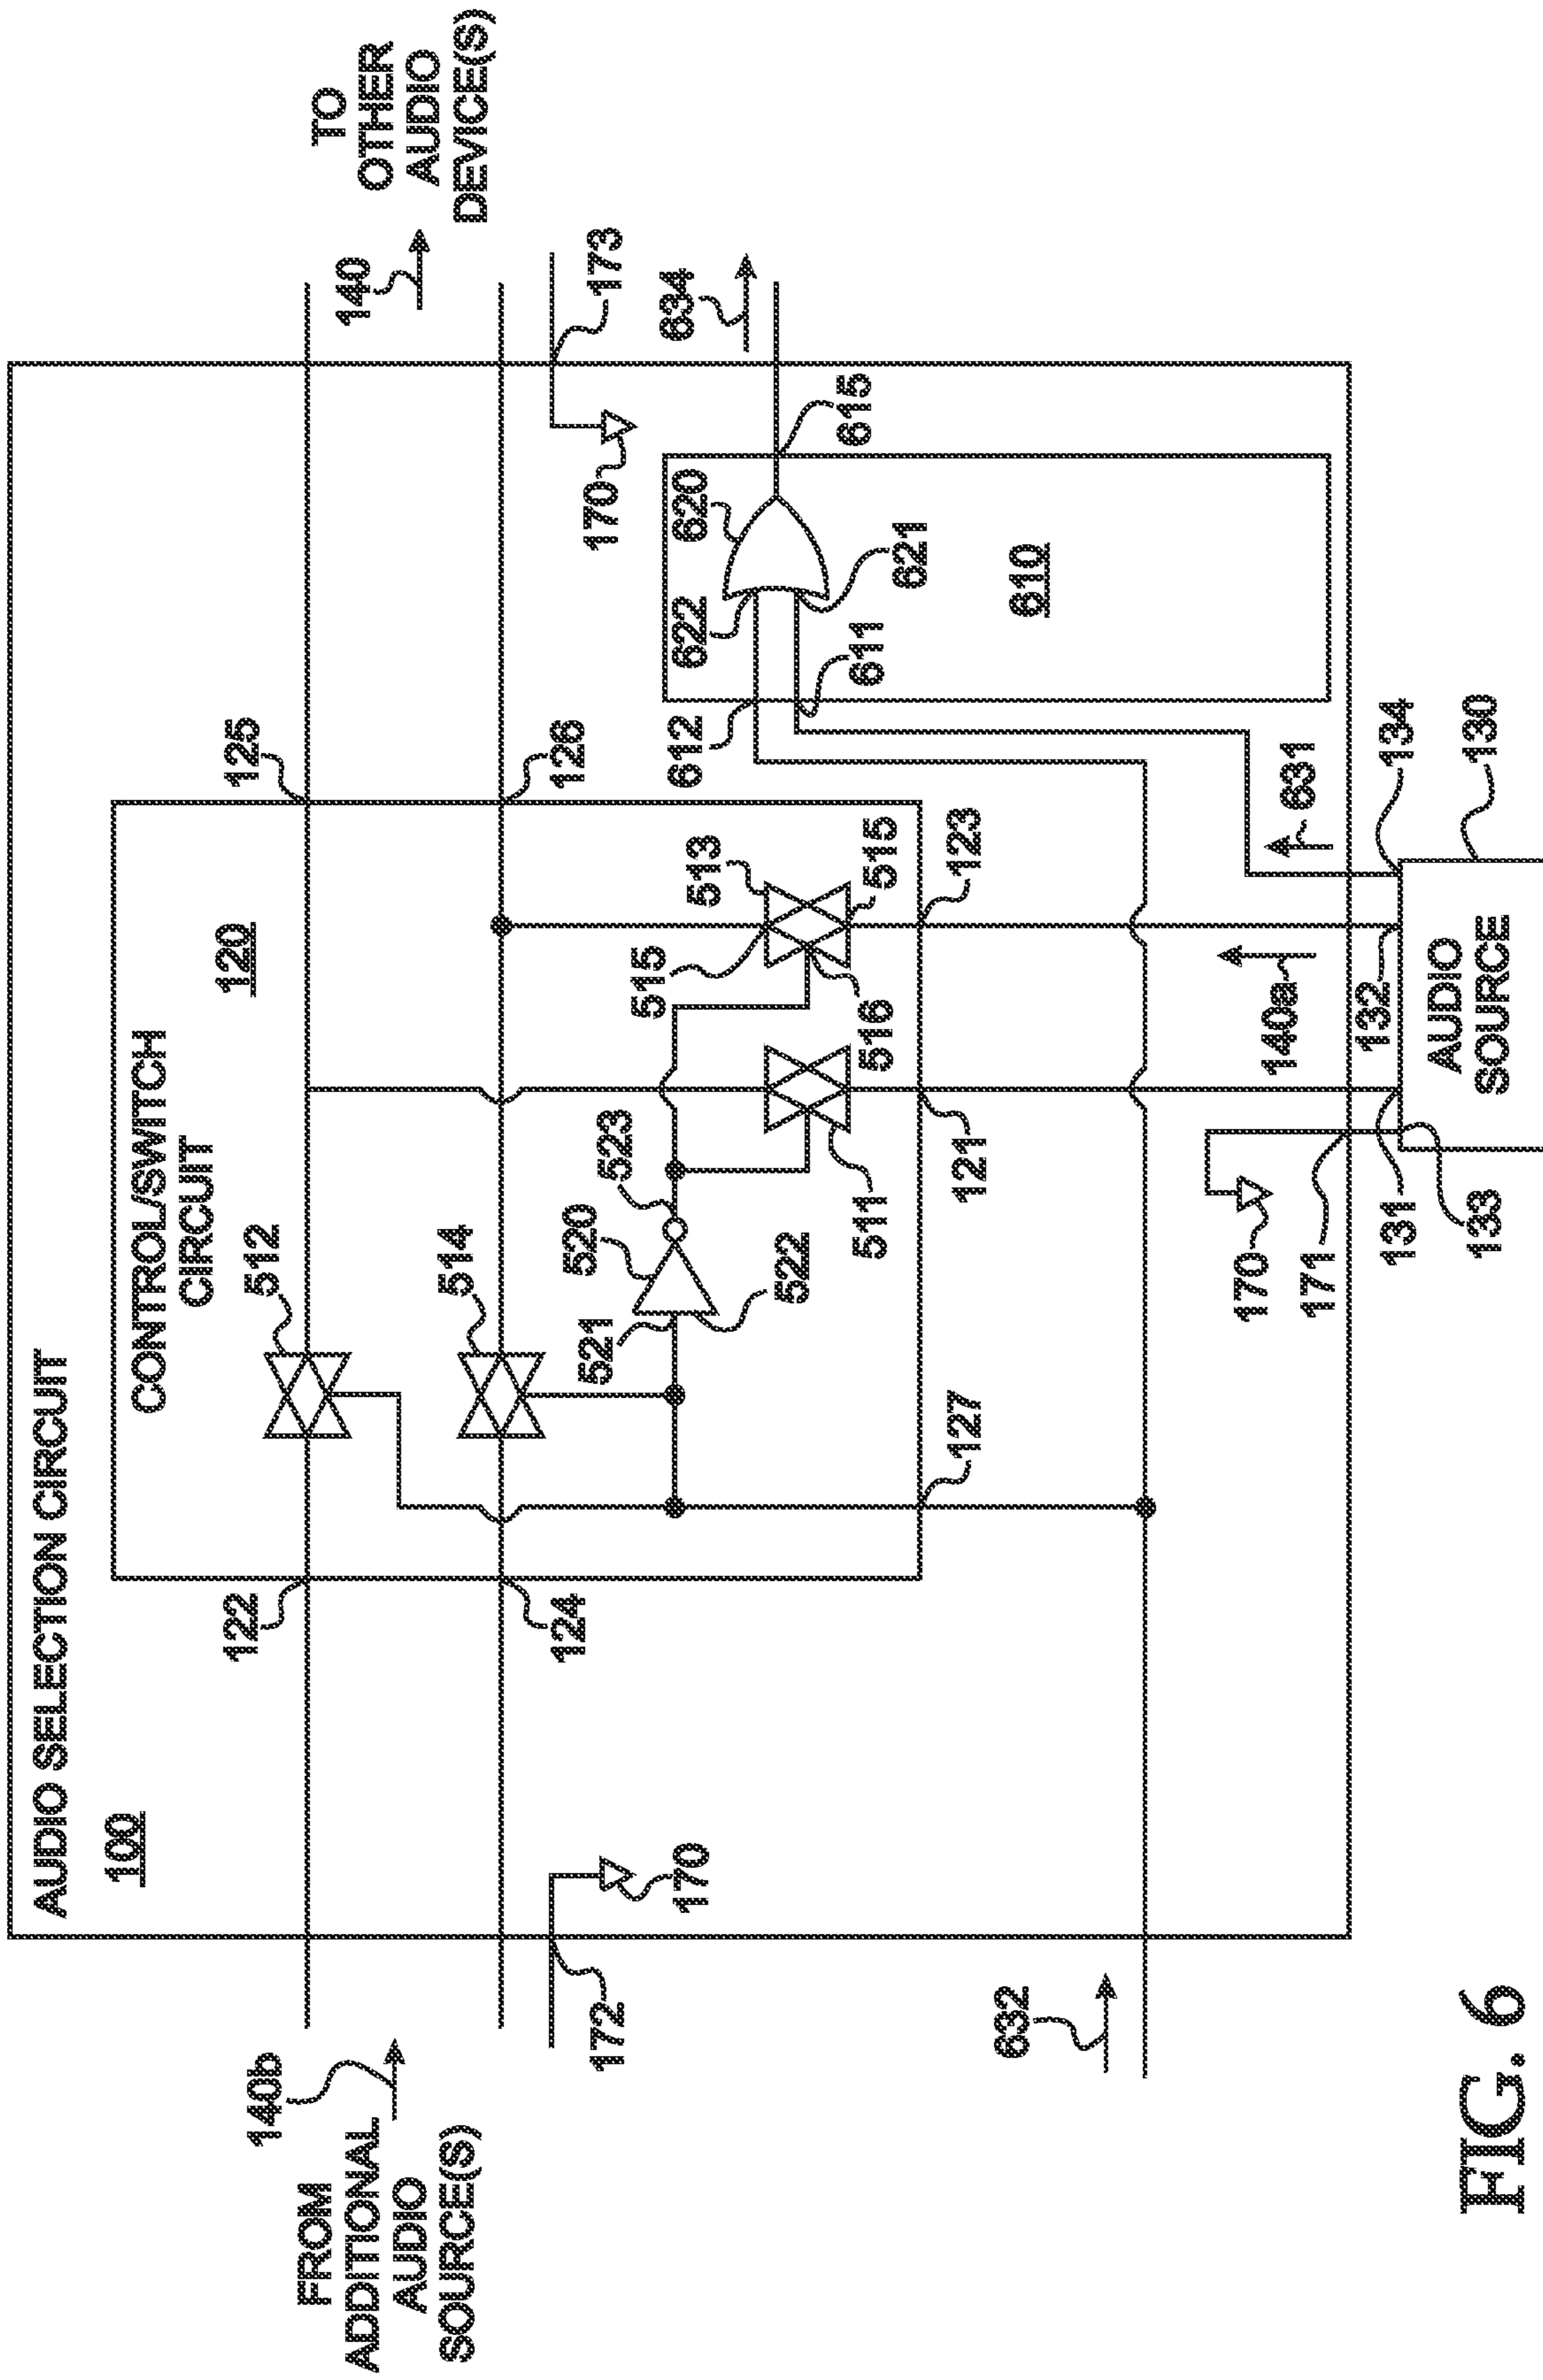 AUDIO SELECTION CIRCUIT
100
CONTROL/SWITCH
CIRCUIT
120
FROM
ADDITIONAL
AUDIO
SOURCE(S)
140b
TO
OTHER
AUDIO
DEVICE(S)
140
122
512
125
124
514
126
172
170
173
170
521
520
523
522
515
513
515
516
511
127
121
123
634
612
622
620
615
611
621
610
632
170
171
140a
631
131
133
132
134
130
AUDIO
SOURCE
FIG. 6